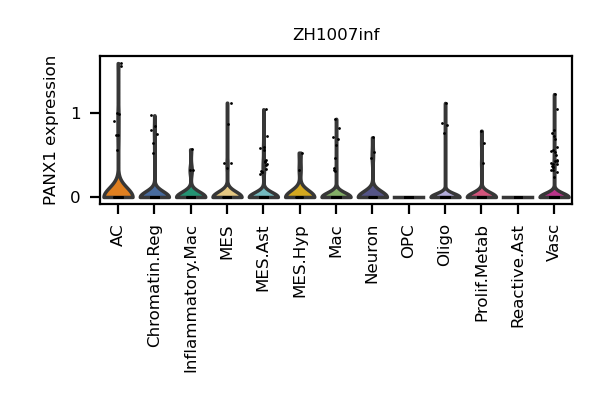 ZH1007inf
PANX1 expression
1
0
AC
Chromatin.Reg
Inflammatory.Mac
MES
MES.Ast
MES.Hyp
Mac
Neuron
OPC
Oligo
Prolif.Metab
Reactive.Ast
Vasc